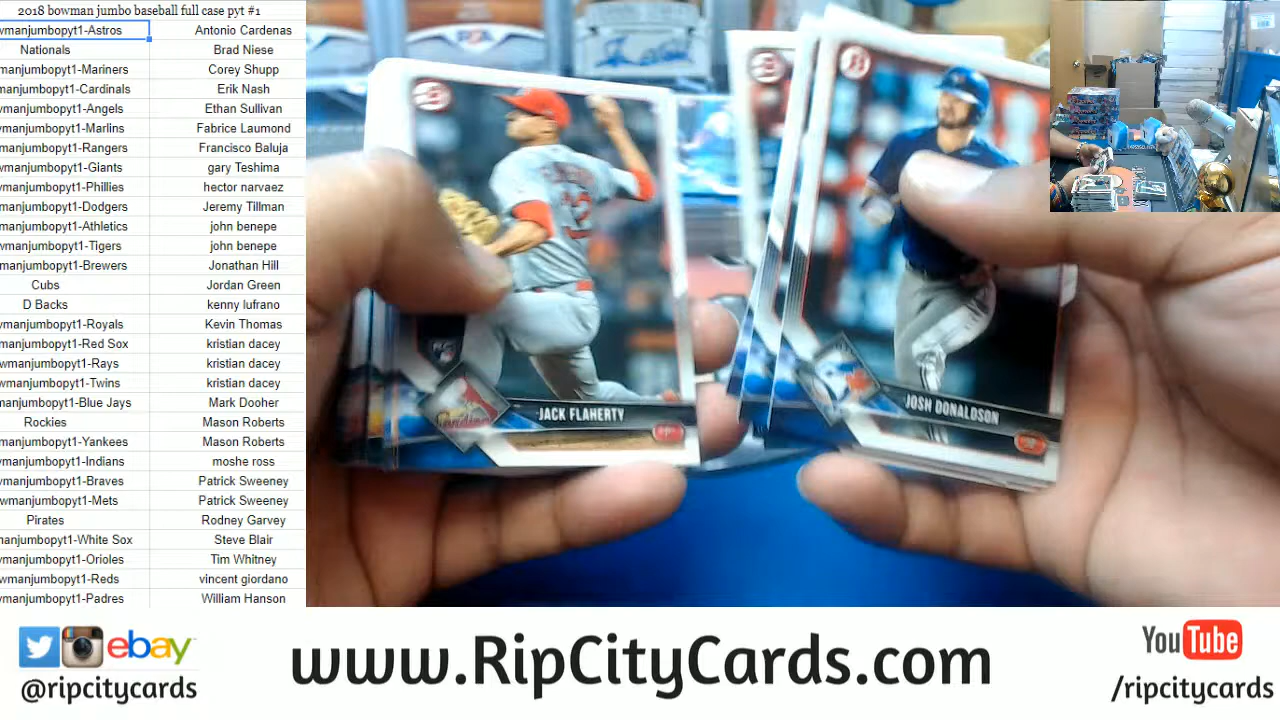 2018 bowman jumbo baseball full case pyt #1
wmanjumbopyt1-Astros Antonio Cardenas
Nationals Brad Niese
manjumbopyt1-Mariners Corey Shupp
manjumbopyt1-Cardinals Erik Nash
wmanjumbopyt1-Angels Ethan Sullivan
wmanjumbopyt1-Marlins Fabrice Laumond
manjumbopyt1-Rangers Francisco Baluja
wmanjumbopyt1-Giants gary Teshima
manjumbopyt1-Phillies hector narvaez
manjumbopyt1-Dodgers Jeremy Tillman
manjumbopyt1-Athletics john benepe
owmanjumbopyt1-Tigers john benepe
manjumbopyt1-Brewers Jonathan Hill
Cubs Jordan Green
D Backs kenny lufrano
wmanjumbopyt1-Royals Kevin Thomas
manjumbopyt1-Red Sox kristian dacey
owmanjumbopyt1-Rays kristian dacey
wmanjumbopyt1-Twins kristian dacey
manjumbopyt1-Blue Jays Mark Dooher
Rockies Mason Roberts
manjumbopyt1-Yankees Mason Roberts
wmanjumbopyt1-Indians moshe ross
wmanjumbopyt1-Braves Patrick Sweeney
owmanjumbopyt1-Mets Patrick Sweeney
Pirates Rodney Garvey
manjumbopyt1-White Sox Steve Blair
wmanjumbopyt1-Orioles Tim Whitney
owmanjumbopyt1-Reds vincent giordano
wmanjumbopyt1-Padres William Hanson
JACK FLAHERTY
JOSH DONALDSON
ebay
@ripcitycards
www.RipCityCards.com
YouTube
/ripcitycards